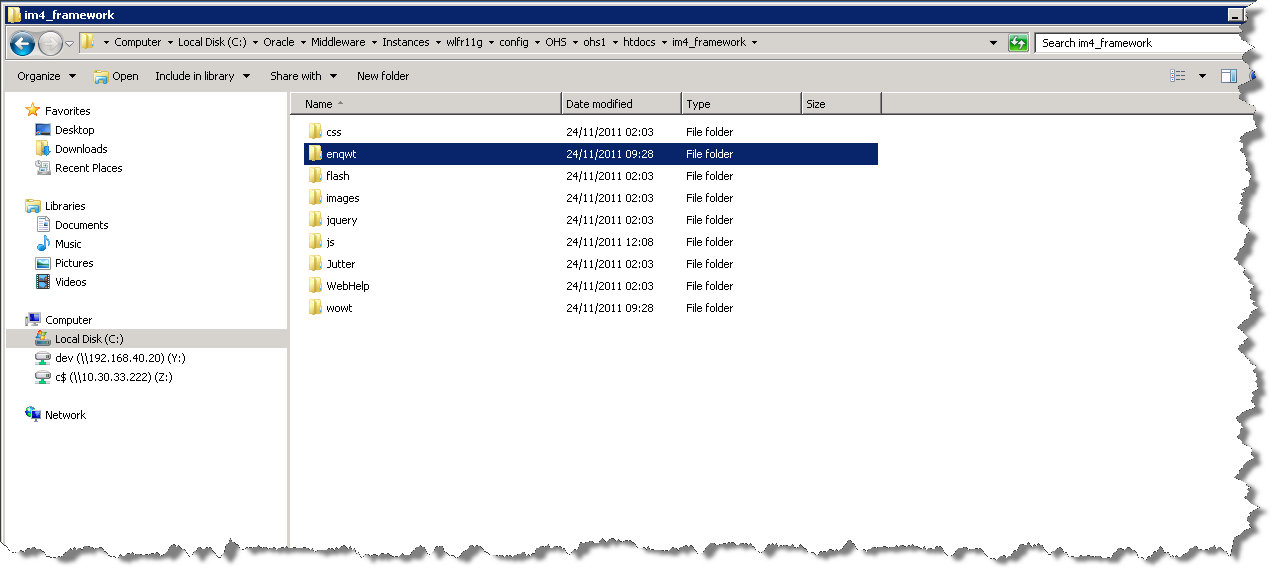 im4_framework
Computer Local Disk (C:) Oracle Middleware Instances wlfr11g config OHS ohs1 htdocs im4_framework Search im4_framework
Organize Open Include in library Share with New folder
Favorites
Desktop
Downloads
Recent Places
Libraries
Documents
Music
Pictures
Videos
Computer
Local Disk (C:)
dev (\\192.168.40.20) (Y:)
c$ (\\10.30.33.222) (Z:)
Network
Name Date modified Type Size
css 24/11/2011 02:03 File folder
enqwt 24/11/2011 09:28 File folder
flash 24/11/2011 02:03 File folder
images 24/11/2011 02:03 File folder
jquery 24/11/2011 02:03 File folder
js 24/11/2011 12:08 File folder
Jutter 24/11/2011 02:03 File folder
WebHelp 24/11/2011 02:03 File folder
wowt 24/11/2011 09:28 File folder